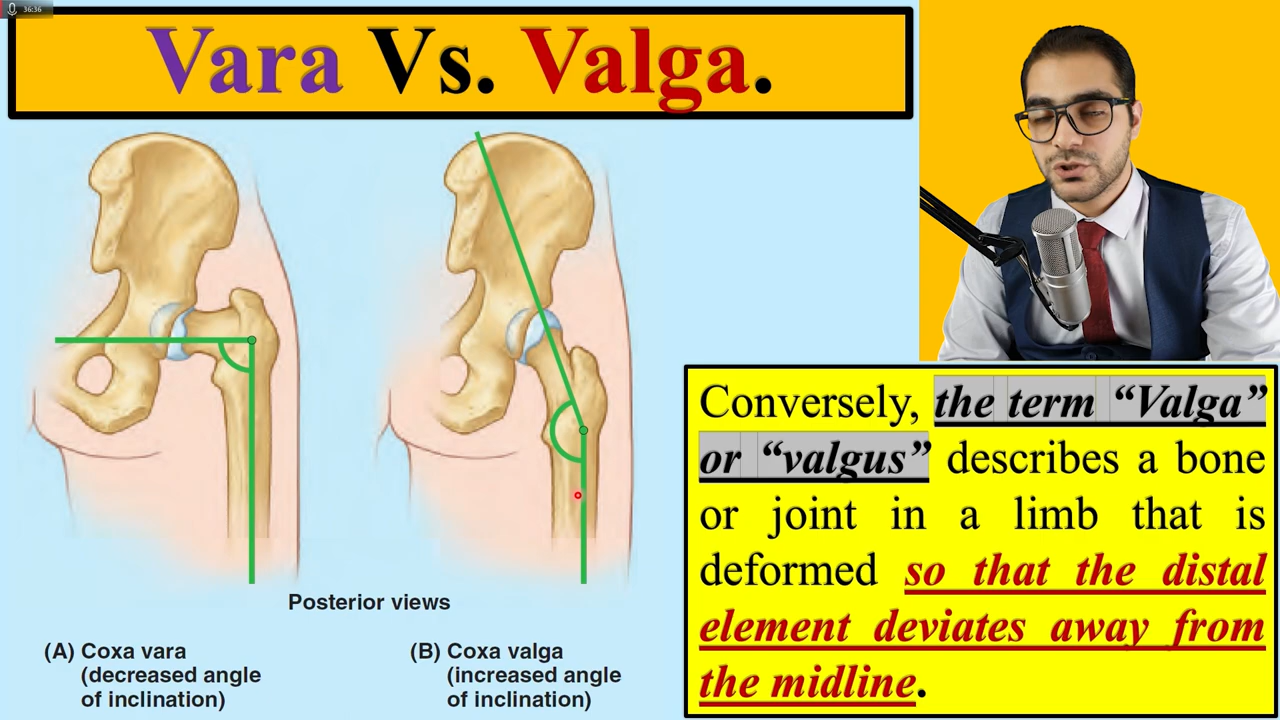 36:36
Vara Vs. Valga.
Posterior views
(A) Coxa vara
(decreased angle
of inclination)
(B) Coxa valga
(increased angle
of inclination)
Conversely, the term “Valga”
or “valgus” describes a bone
or joint in a limb that is
deformed so that the distal
element deviates away from
the midline.